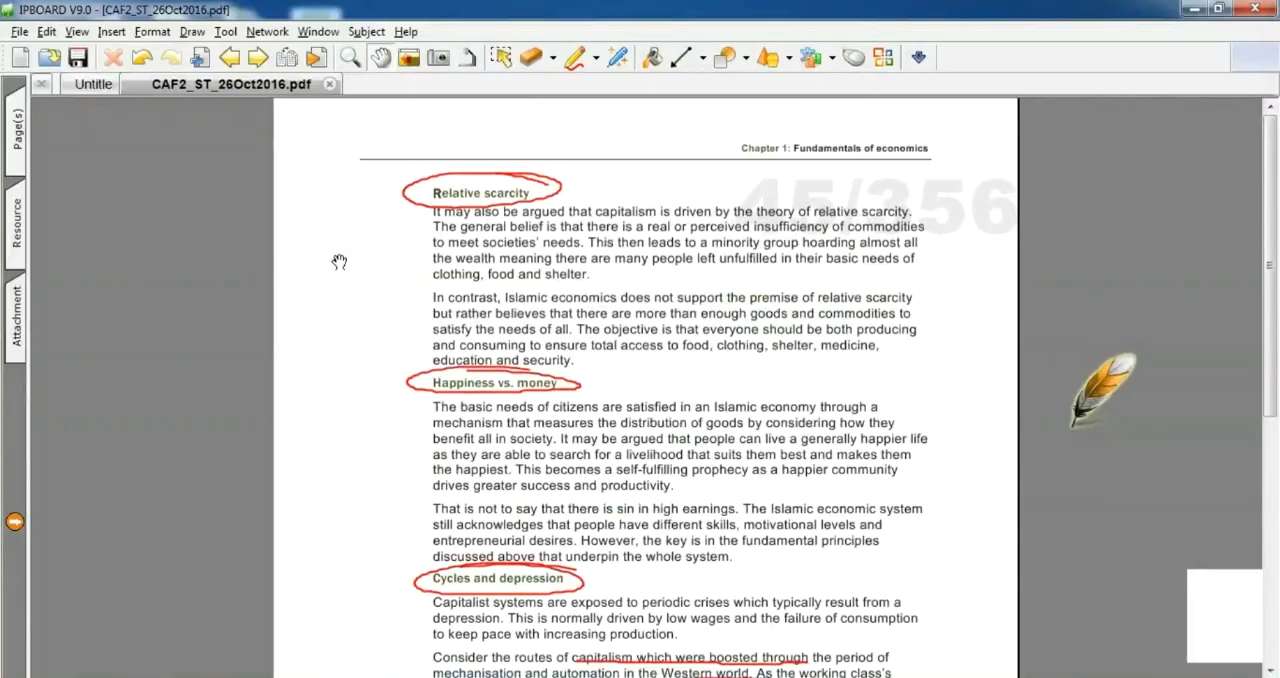 IPBOARD V9.0 - [CAF2_ST_26Oct2016.pdf]
File Edit View Insert Format Draw Tool Network Window Subject Help
Untitle CAF2_ST_26Oct2016.pdf
Page(s)
Resource
Attachment
Chapter 1: Fundamentals of economics
45/356
Relative scarcity
It may also be argued that capitalism is driven by the theory of relative scarcity.
The general belief is that there is a real or perceived insufficiency of commodities
to meet societies' needs. This then leads to a minority group hoarding almost all
the wealth meaning there are many people left unfulfilled in their basic needs of
clothing, food and shelter.
In contrast, Islamic economics does not support the premise of relative scarcity
but rather believes that there are more than enough goods and commodities to
satisfy the needs of all. The objective is that everyone should be both producing
and consuming to ensure total access to food, clothing, shelter, medicine,
education and security.
Happiness vs. money
The basic needs of citizens are satisfied in an Islamic economy through a
mechanism that measures the distribution of goods by considering how they
benefit all in society. It may be argued that people can live a generally happier life
as they are able to search for a livelihood that suits them best and makes them
the happiest. This becomes a self-fulfilling prophecy as a happier community
drives greater success and productivity.
That is not to say that there is sin in high earnings. The Islamic economic system
still acknowledges that people have different skills, motivational levels and
entrepreneurial desires. However, the key is in the fundamental principles
discussed above that underpin the whole system.
Cycles and depression
Capitalist systems are exposed to periodic crises which typically result from a
depression. This is normally driven by low wages and the failure of consumption
to keep pace with increasing production.
Consider the routes of capitalism which were boosted through the period of
mechanisation and automation in the Western world. As the working class's